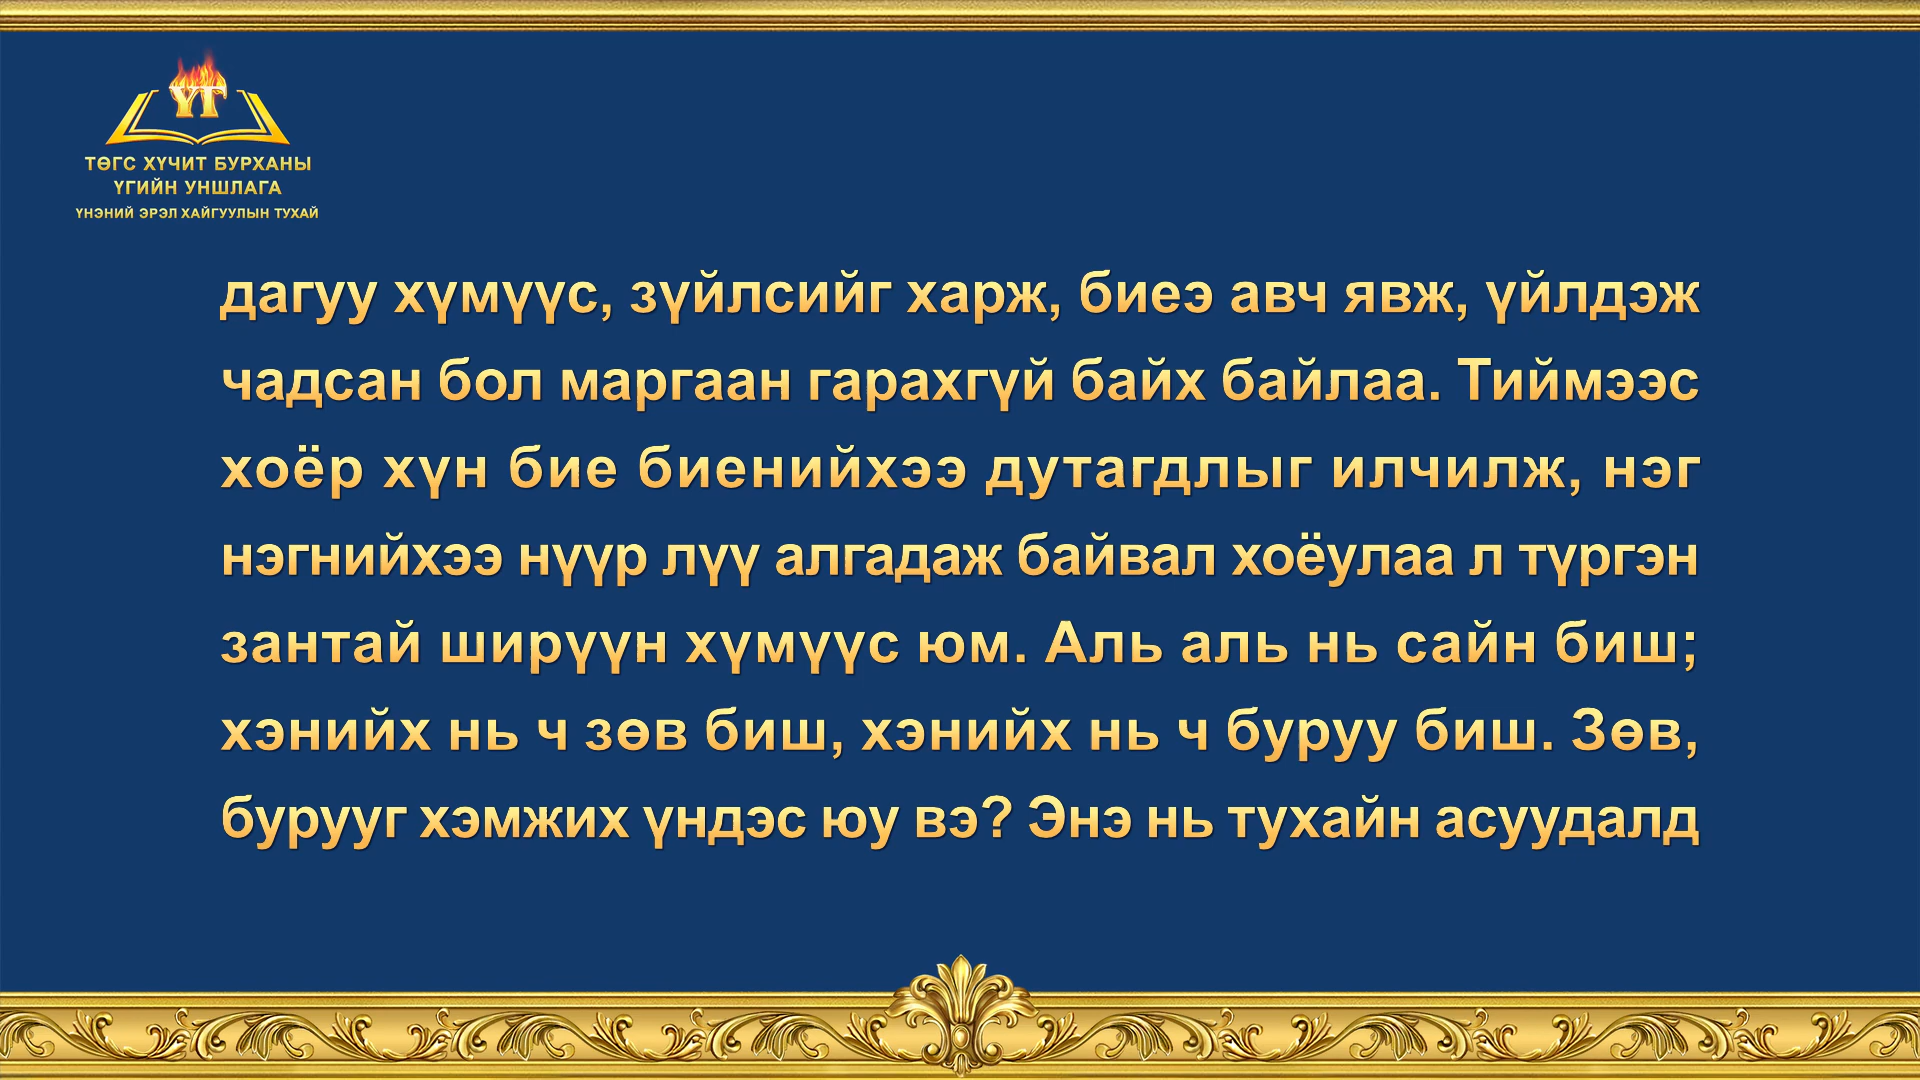 ҮГ
ТӨГС ХҮЧИТ БУРХАНЫ
ҮГИЙН УНШЛАГА
ҮНЭНИЙ ЭРЭЛ ХАЙГУУЛЫН ТУХАЙ
дагуу хүмүүс, зүйлсийг харж, биеэ авч явж, үйлдэж
чадсан бол маргаан гарахгүй байх байлаа. Тиймээс
хоёр хүн бие биенийхээ дутагдлыг илчилж, нэг
нэгнийхээ нүүр лүү алгадаж байвал хоёулаа л түргэн
зантай ширүүн хүмүүс юм. Аль аль нь сайн биш;
хэнийх нь ч зөв биш, хэнийх нь ч буруу биш. Зөв,
бурууг хэмжих үндэс юу вэ? Энэ нь тухайн асуудалд